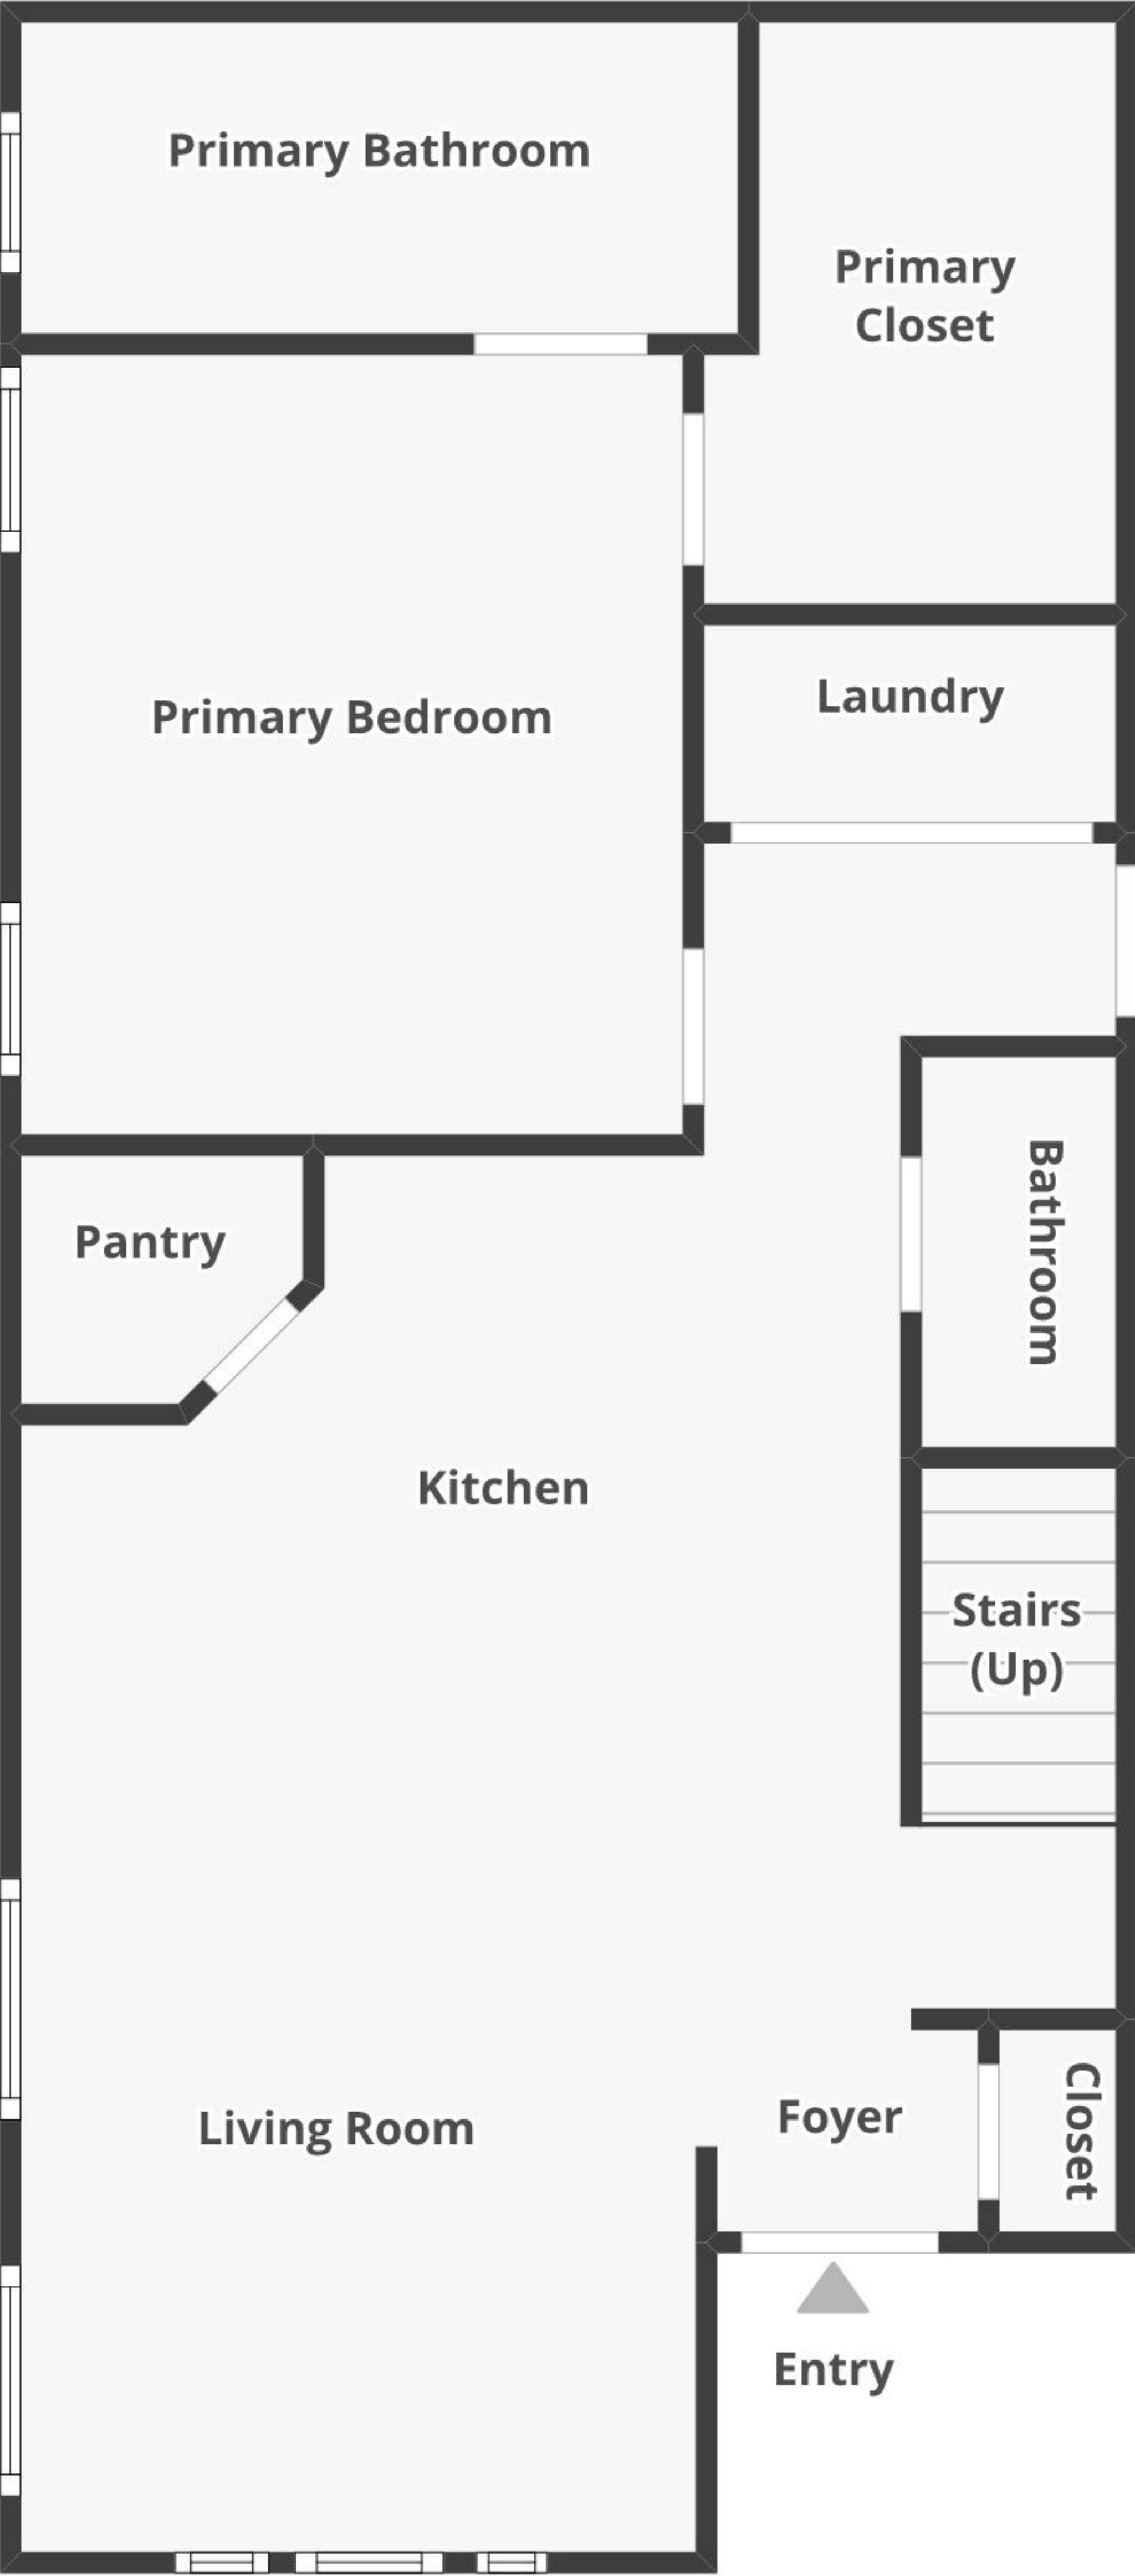 Primary Bathroom
Primary
Closet
Primary Bedroom
Laundry
Pantry
Bathroom
Kitchen
Stairs
(Up)
Living Room
Foyer
Closet
Entry